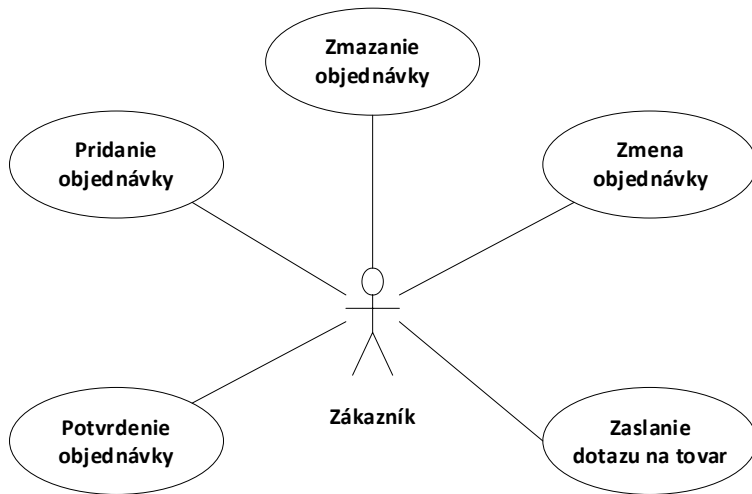 Zmazanie
objednávky
Pridanie
objednávky
Zmena
objednávky
Zákazník
Potvrdenie
objednávky
Zaslanie
dotazu na tovar